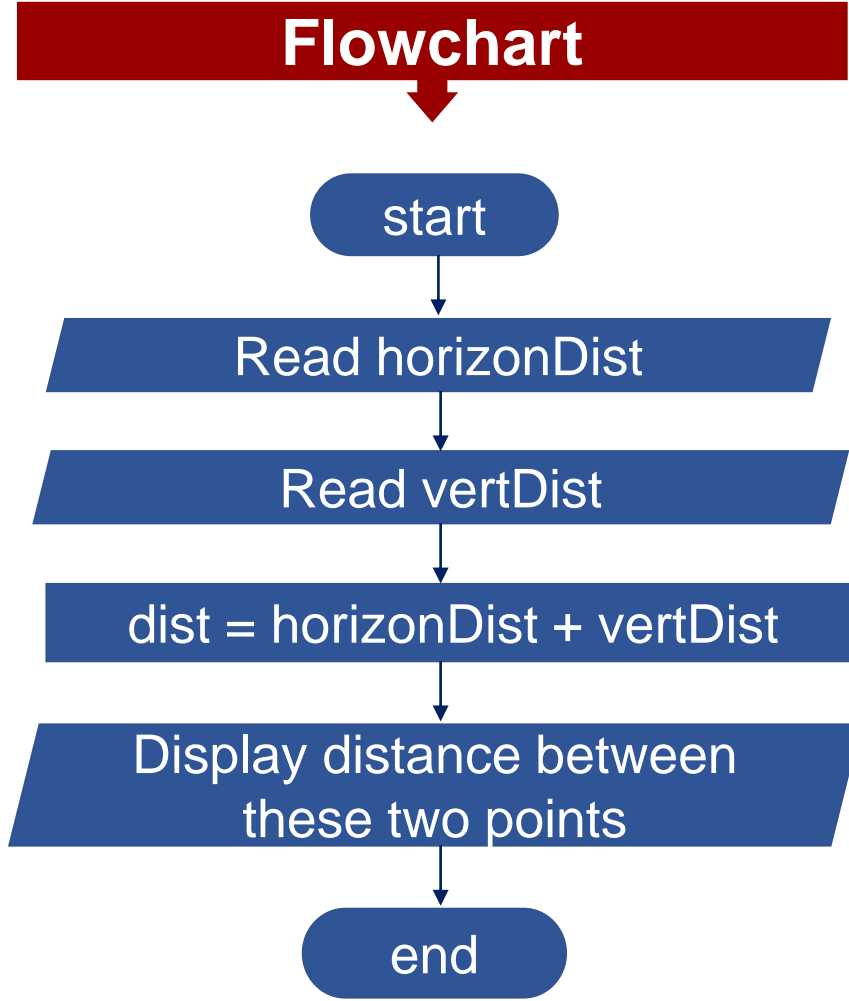 Flowchart
start
Read horizonDist
Read vertDist
dist = horizonDist + vertDist
Display distance between
these two points
end